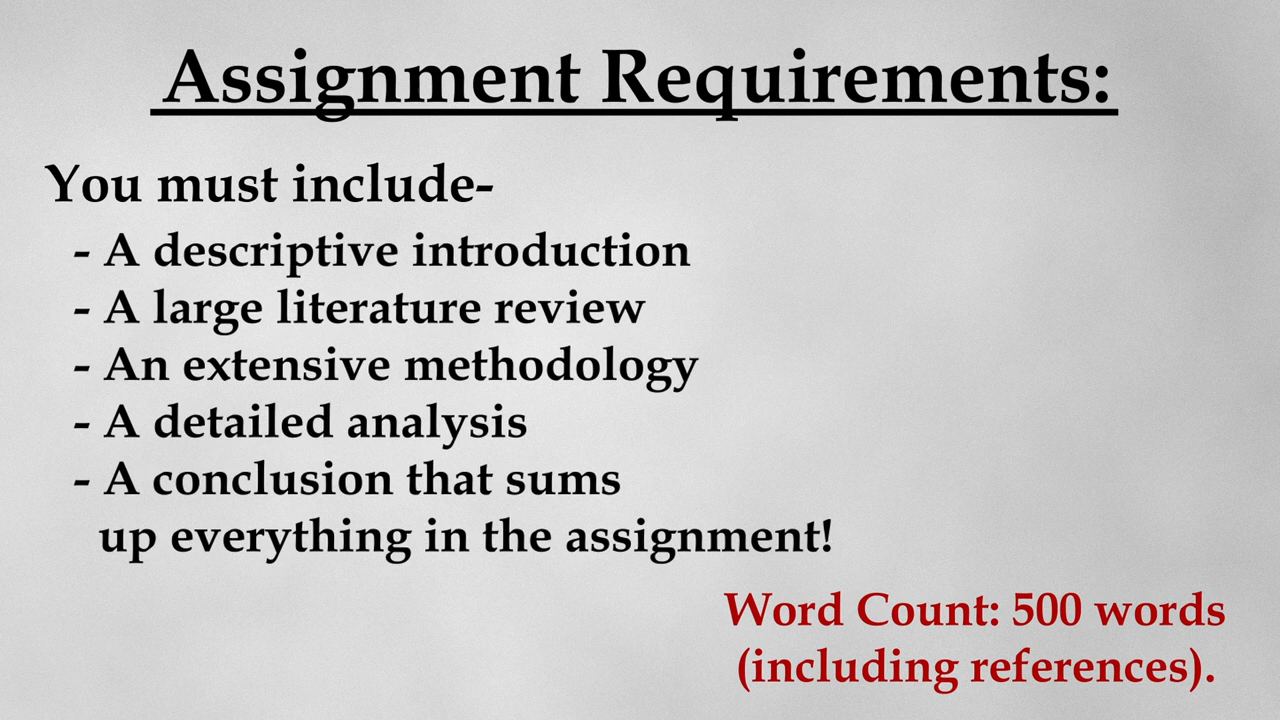 Assignment Requirements:
You must include-
- A descriptive introduction
- A large literature review
- An extensive methodology
- A detailed analysis
- A conclusion that sums
up everything in the assignment!
Word Count: 500 words
(including references).